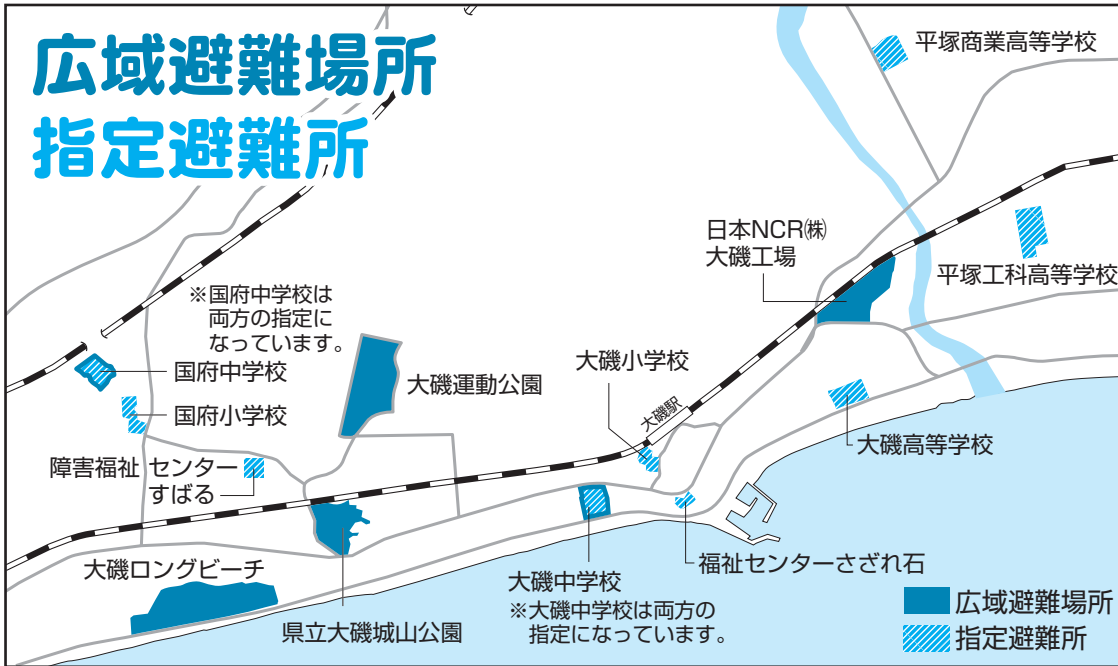 広域避難場所
指定避難所
平塚商業高等学校
日本NCR㈱
大磯工場
平塚工科高等学校
※国府中学校は
両方の指定に
なっています。
国府中学校
大磯運動公園
大磯小学校
大磯駅
国府小学校
大磯高等学校
障害福祉 センター
すばる
大磯ロングビーチ
県立大磯城山公園
大磯中学校
※大磯中学校は両方の
指定になっています。
福祉センターさざれ石
広域避難場所
指定避難所